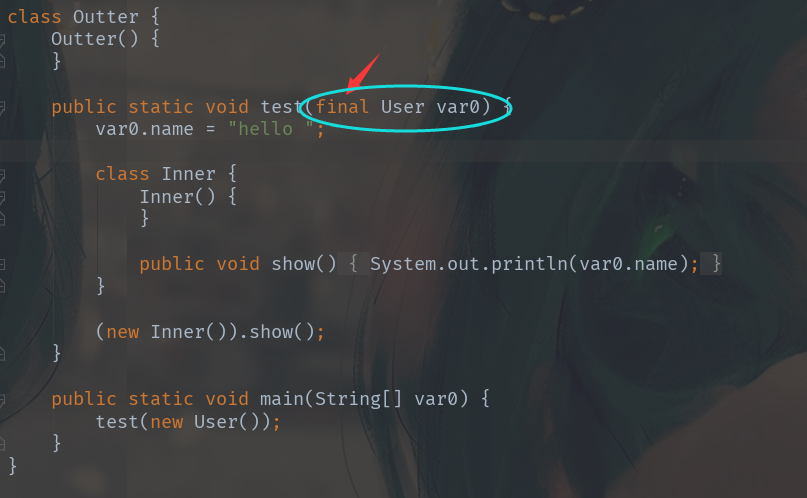 class Outter {
Outter() {
}
public static void test(final User var0) {
var0.name = "hello ";
class Inner {
Inner() {
}
public void show() { System.out.println(var0.name); }
}
(new Inner()).show();
}
public static void main(String[] var0) {
test(new User());
}
}